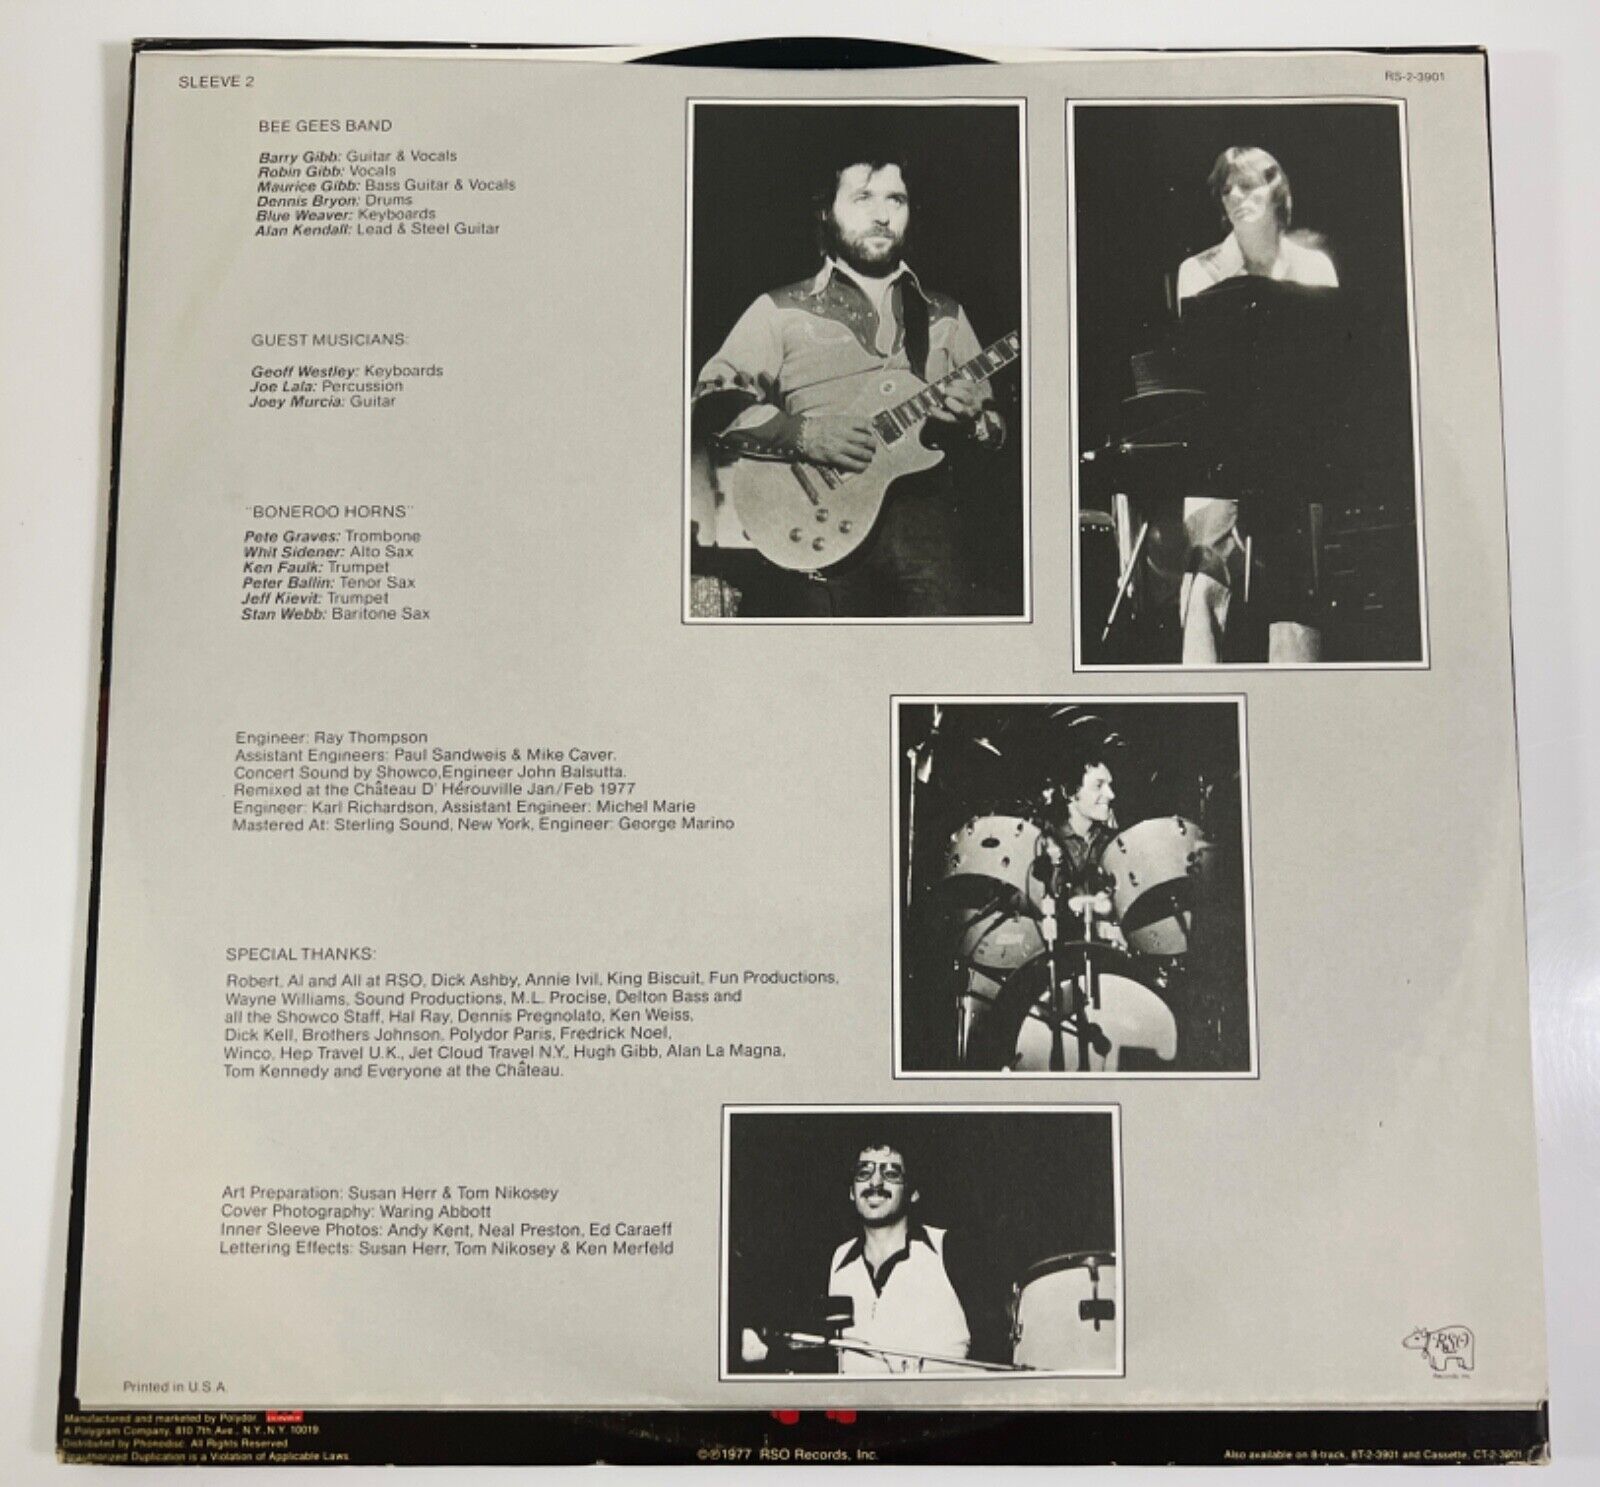 SLEEVE 2
RS-2-3901
BEE GEES BAND
Barry Gibb: Guitar & Vocals
Robin Gibb: Vocals
Maurice Gibb: Bass Guitar & Vocals
Dennis Bryon: Drums
Blue Weaver: Keyboards
Alan Kendall: Lead & Steel Guitar
GUEST MUSICIANS:
Geoff Westley: Keyboards
Joe Lala: Percussion
Joey Murcia: Guitar
"BONEROO HORNS"
Pete Graves: Trombone
Whit Sidener: Alto Sax
Ken Faulk: Trumpet
Peter Ballin: Tenor Sax
Jeff Kievit: Trumpet
Stan Webb: Baritone Sax
Engineer: Ray Thompson
Assistant Engineers: Paul Sandweis & Mike Caver.
Concert Sound by Showco,Engineer John Balsutta.
Remixed at the Château D' Hérouville Jan/Feb 1977
Engineer: Karl Richardson, Assistant Engineer: Michel Marie
Mastered At: Sterling Sound, New York, Engineer: George Marino
SPECIAL THANKS:
Robert, Al and All at RSO, Dick Ashby, Annie Ivil, King Biscuit, Fun Productions,
Wayne Williams, Sound Productions, M.L. Procise, Delton Bass and
all the Showco Staff, Hal Ray, Dennis Pregnolato, Ken Weiss,
Dick Kell, Brothers Johnson, Polydor Paris, Fredrick Noel,
Winco, Hep Travel U.K., Jet Cloud Travel N.Y., Hugh Gibb, Alan La Magna,
Tom Kennedy and Everyone at the Château.
Art Preparation: Susan Herr & Tom Nikosey
Cover Photography: Waring Abbott
Inner Sleeve Photos: Andy Kent, Neal Preston, Ed Caraeff
Lettering Effects: Susan Herr, Tom Nikosey & Ken Merfeld
RSO
Records, Inc.
Printed in U.S.A.
Manufactured and marketed by Polydor
A Polygram Company, 810 7th Ave., N.Y., N.Y. 10019
Distributed by Phonodisc. All Rights Reserved
Unauthorized Duplication is a Violation of Applicable Laws
©℗1977 RSO Records, Inc.
Also available on 8-track, 8T-2-3901 and Cassette, CT-2-3901